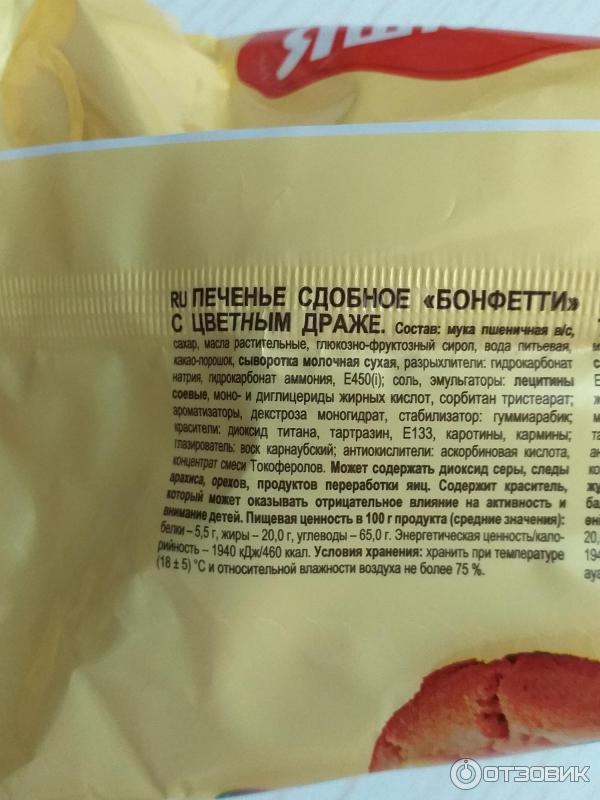 RU ПЕЧЕНЬЕ СДОБНОЕ «БОНФЕТТИ»
С ЦВЕТНЫМ ДРАЖЕ. Состав: мука пшеничная в/с,
сахар, масла растительные, глюкозно-фруктозный сироп, вода питьевая,
какао-порошок, сыворотка молочная сухая, разрыхлители: гидрокарбонат
натрия, гидрокарбонат аммония, Е450(i); соль, эмульгаторы: лецитины
соевые, моно- и диглицериды жирных кислот, сорбитан тристеарат;
ароматизаторы, декстроза моногидрат, стабилизатор: гуммиарабик;
красители: диоксид титана, тартразин, Е133, каротины, кармины;
глазирователь: воск карнаубский; антиокислители: аскорбиновая кислота,
концентрат смеси Токоферолов. Может содержать диоксид серы, следы
арахиса, орехов, продуктов переработки яиц. Содержит краситель,
который может оказывать отрицательное влияние на активность и
внимание детей. Пищевая ценность в 100 г продукта (средние значения):
белки – 5,5 г, жиры – 20,0 г, углеводы – 65,0 г. Энергетическая ценность/кало-
рийность – 1940 кДж/460 ккал. Условия хранения: хранить при температуре
(18 ± 5) °С и относительной влажности воздуха не более 75 %.
ОТЗОВИК